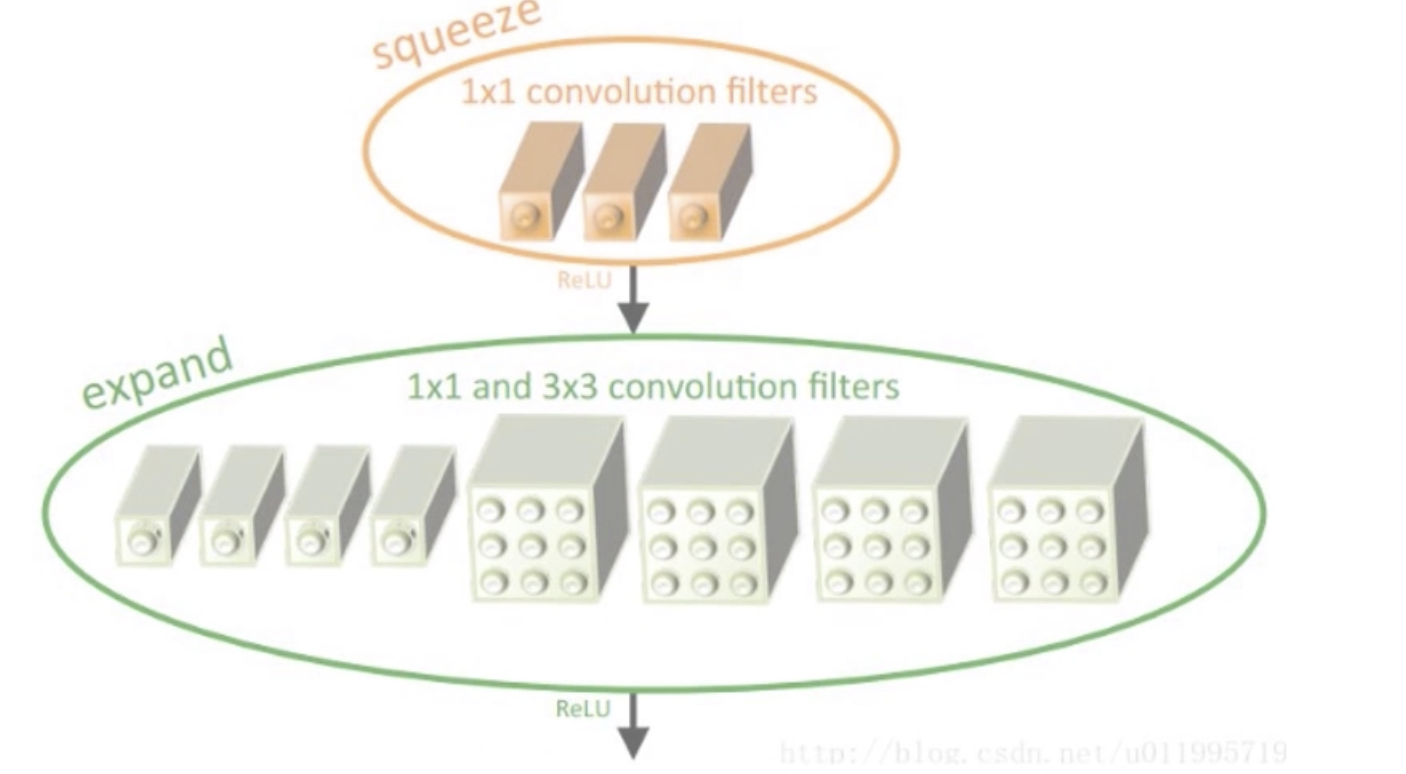 squeeze
1x1 convolution filters
ReLU
expand
1x1 and 3x3 convolution filters
ReLU
http://blog.csdn.net/u011995719